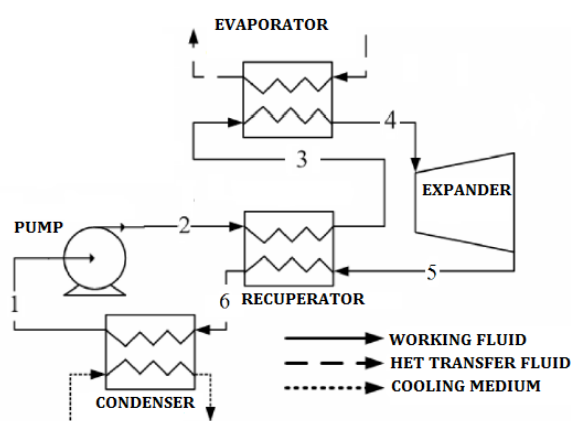 EVAPORATOR
4
3
EXPANDER
PUMP
2
5
RECUPERATOR
6
1
WORKING FLUID
HET TRANSFER FLUID
COOLING MEDIUM
CONDENSER